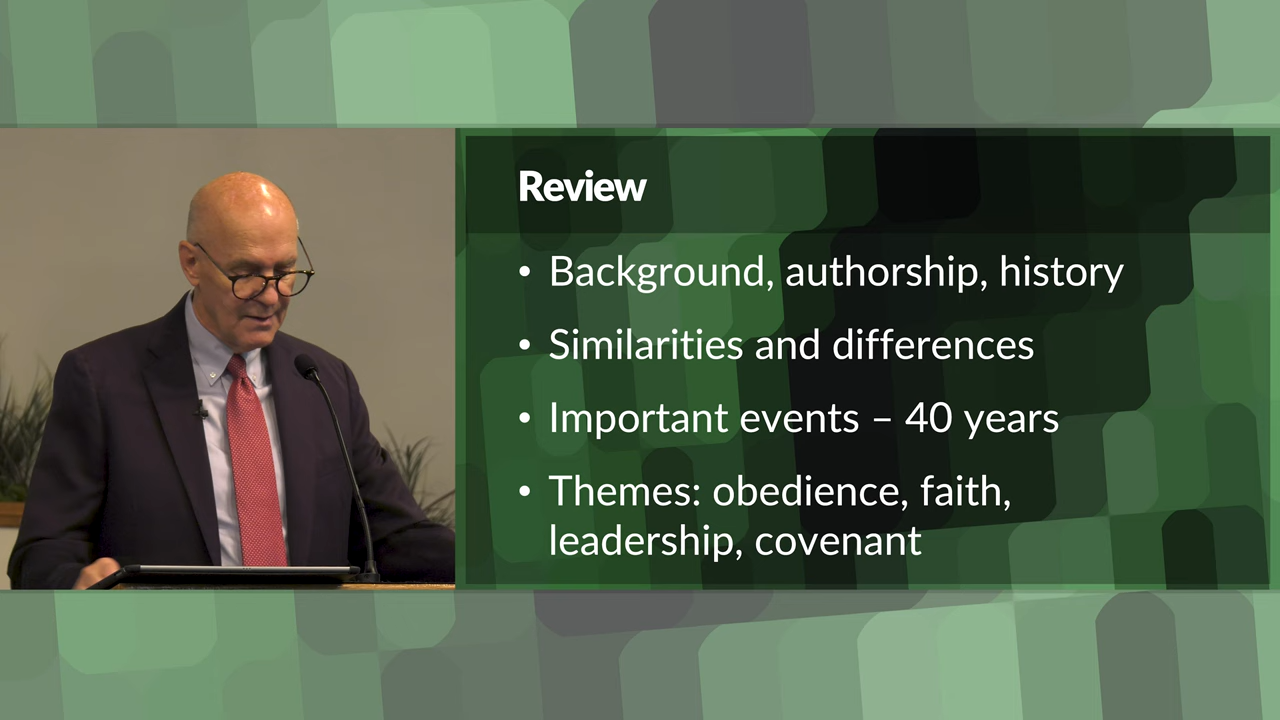 Review
• Background, authorship, history
• Similarities and differences
• Important events – 40 years
• Themes: obedience, faith,
leadership, covenant